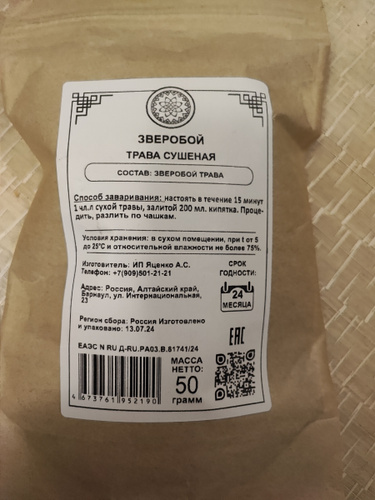 ЗВЕРОБОЙ
ТРАВА СУШЕНАЯ
СОСТАВ: ЗВЕРОБОЙ ТРАВА
Способ заваривания: настоять в течение 15 минут
1 ч.л.л сухой травы, залитой 200 мл. кипятка. Проце-
дить, разлить по чашкам.
Условия хранения: в сухом помещении, при t от 5
до 25°С и относительной влажности не более 75%.
Изготовитель: ИП Яценко А.С.
Телефон: +7(909)501-21-21
Адрес: Россия, Алтайский край,
Барнаул, ул. Интернациональная,
23
СРОК
ГОДНОСТИ:
24
МЕСЯЦА
Регион сбора: Россия Изготовлено
и упаковано: 13.07.24
ЕАЭС N RU Д-RU.РА03.В.81741/24
МАССА
НЕТТО:
50
грамм
EAC
4 673761 952190